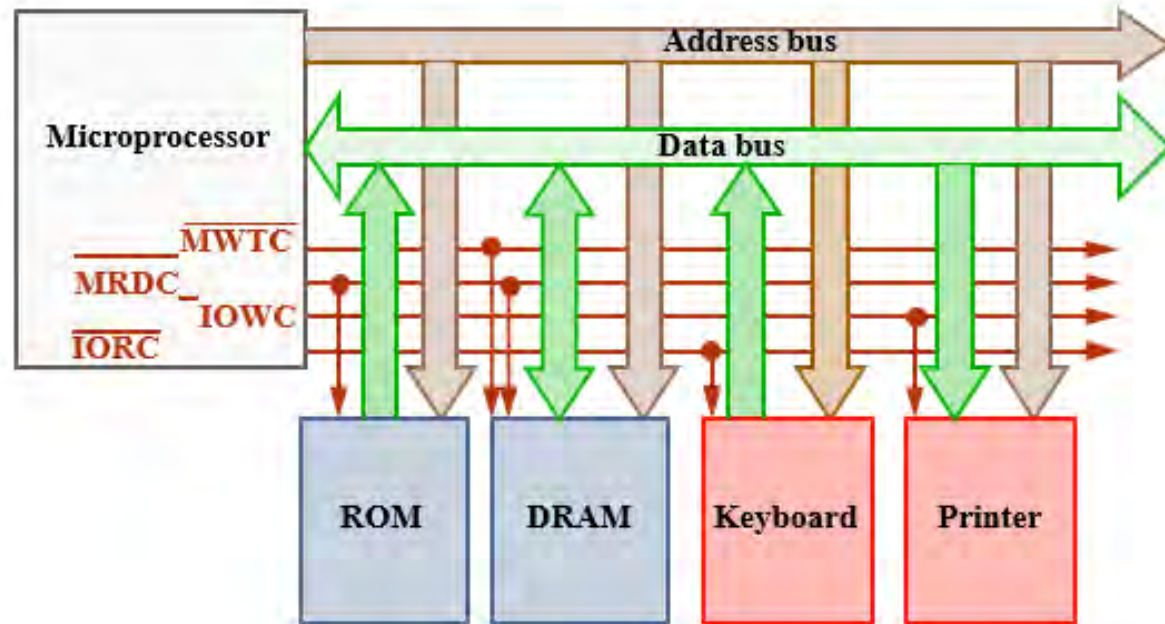 Address bus
Microprocessor
Data bus
MWTC
MRDC
IOWC
IORC
ROM
DRAM
Keyboard
Printer